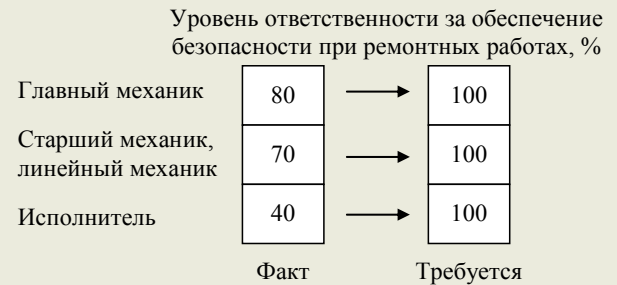 Уровень ответственности за обеспечение
безопасности при ремонтных работах, %
Главный механик 80 100
Старший механик,
линейный механик 70 100
Исполнитель 40 100
Факт Требуется